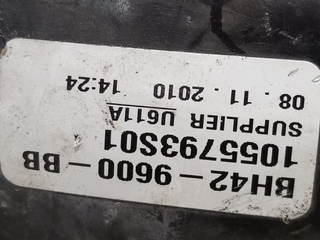 BH42-9600-BB
1055793S01
SUPPLIER U611A
08 . 11 . 2010 14:24